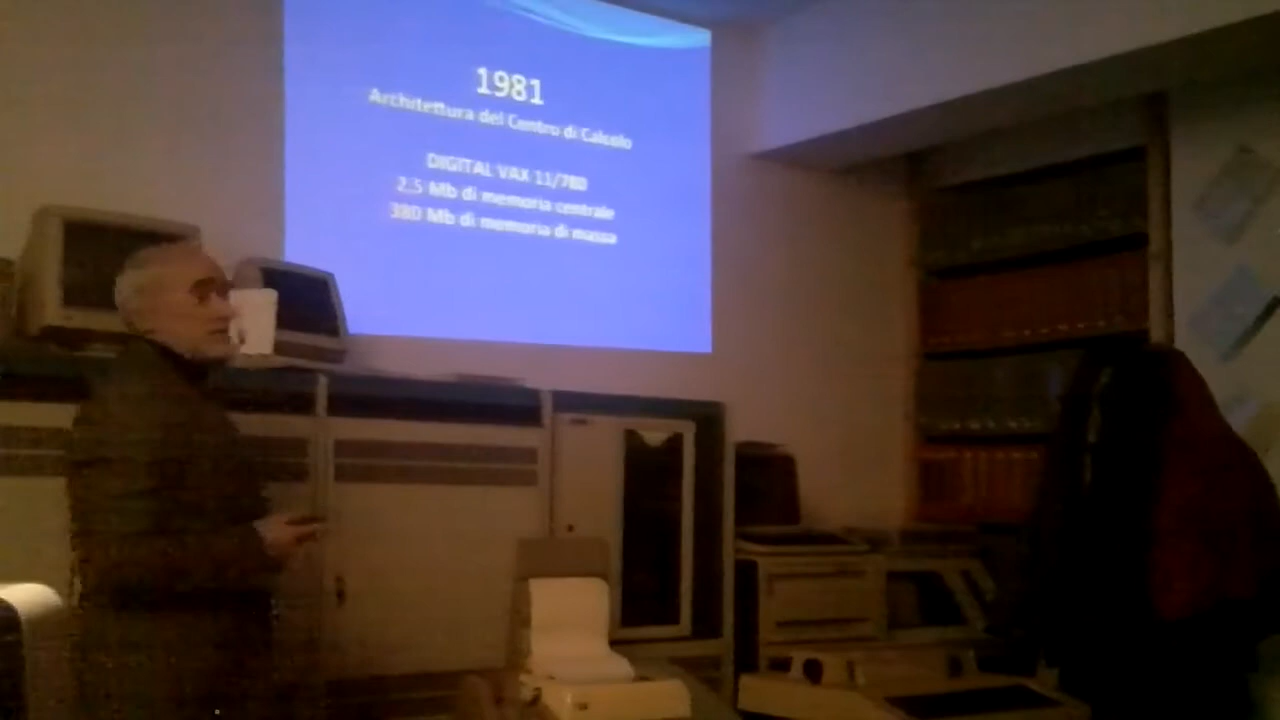 1981
Architettura del Centro di Calcolo
DIGITAL VAX 11/780
2.5 Mb di memoria centrale
380 Mb di memoria di massa